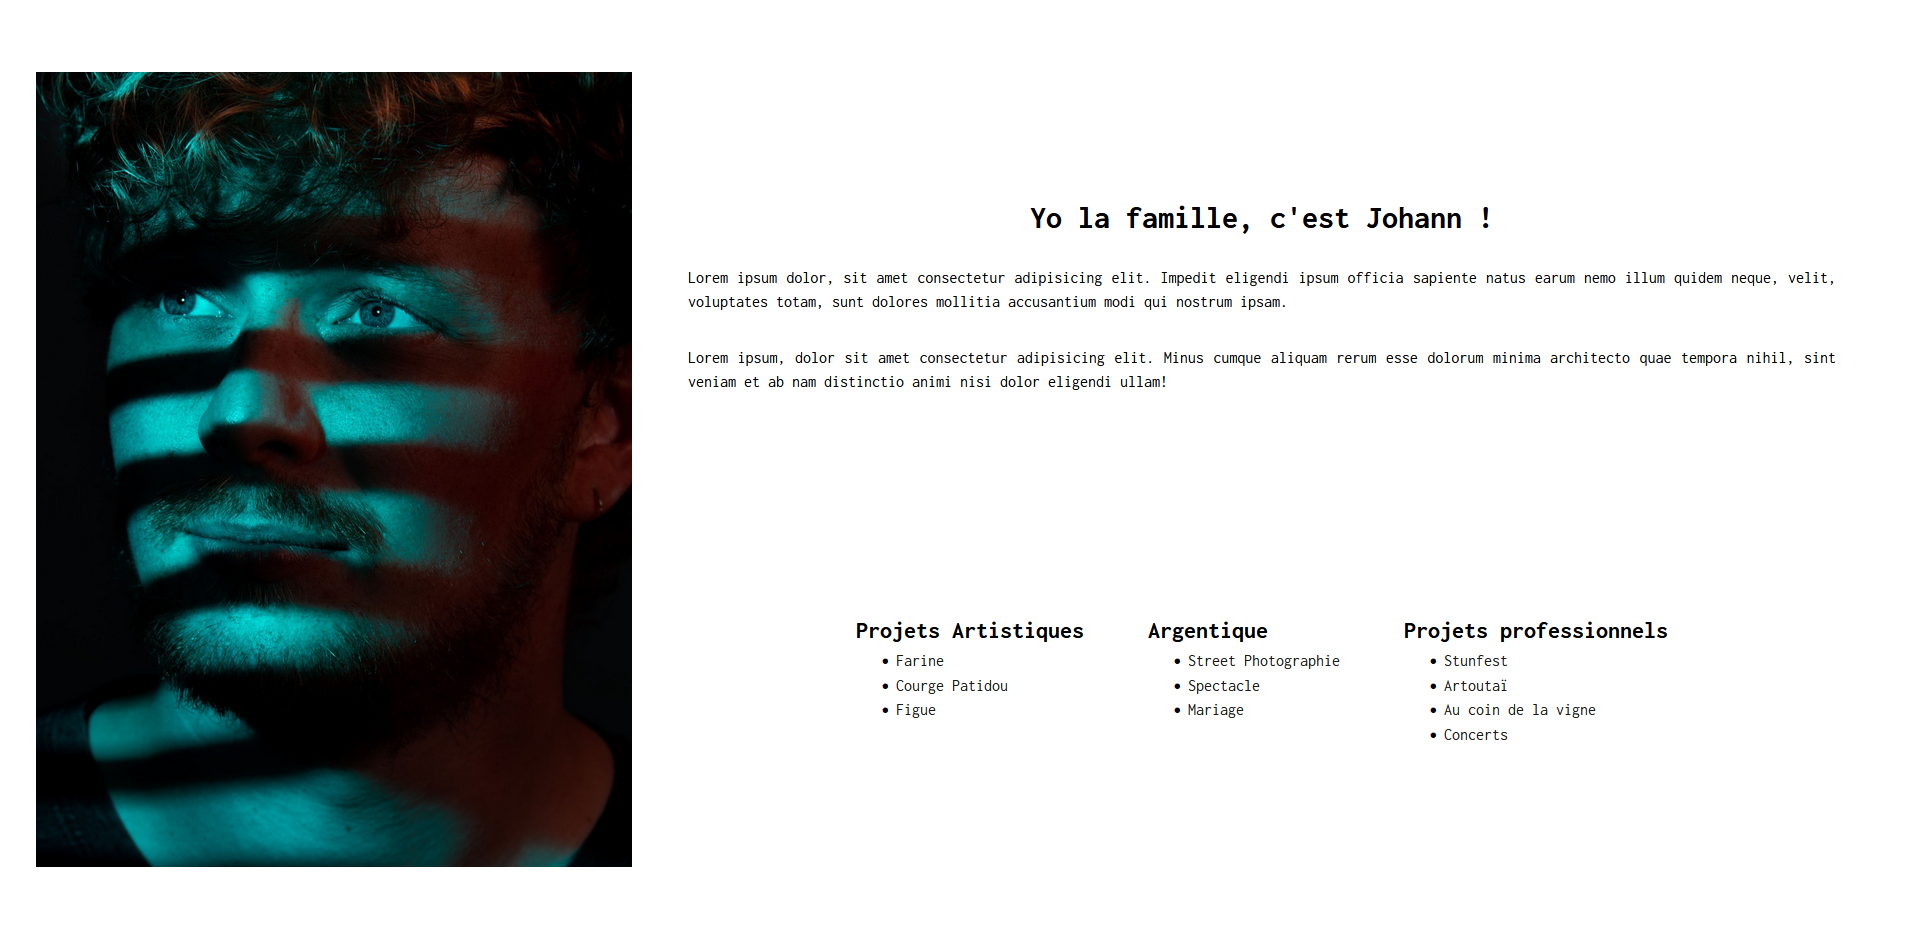 Yo la famille, c'est Johann !
Lorem ipsum dolor, sit amet consectetur adipisicing elit. Impedit eligendi ipsum officia sapiente natus earum nemo illum quidem neque, velit,
voluptates totam, sunt dolores mollitia accusantium modi qui nostrum ipsam.
Lorem ipsum, dolor sit amet consectetur adipisicing elit. Minus cumque aliquam rerum esse dolorum minima architecto quae tempora nihil, sint
veniam et ab nam distinctio animi nisi dolor eligendi ullam!
Projets Artistiques
• Farine
• Courge Patidou
• Figue
Argentique
• Street Photographie
• Spectacle
• Mariage
Projets professionnels
• Stunfest
• Artoutaï
• Au coin de la vigne
• Concerts